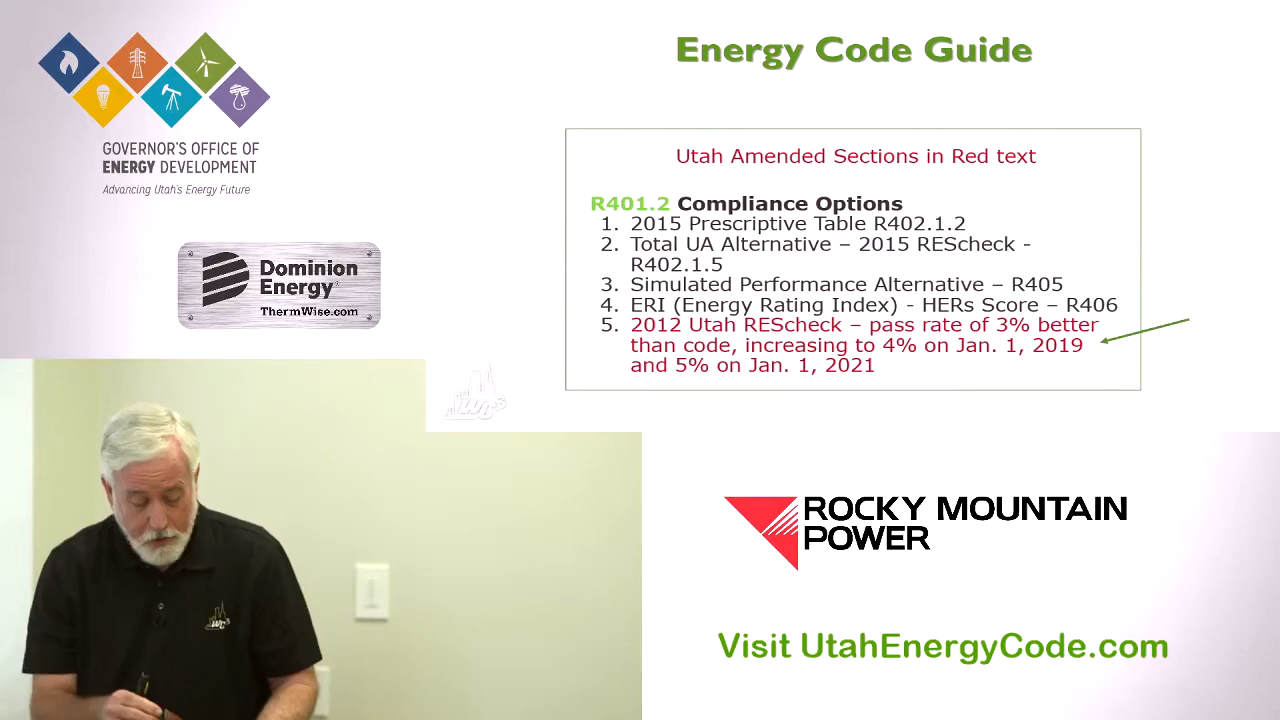 Energy Code Guide
GOVERNOR'S OFFICE OF
ENERGY DEVELOPMENT
Advancing Utah's Energy Future
Dominion
Energy®
ThermWise.com
Utah Amended Sections in Red text
R401.2 Compliance Options
1. 2015 Prescriptive Table R402.1.2
2. Total UA Alternative – 2015 REScheck -
R402.1.5
3. Simulated Performance Alternative – R405
4. ERI (Energy Rating Index) - HERs Score – R406
5. 2012 Utah REScheck – pass rate of 3% better
than code, increasing to 4% on Jan. 1, 2019
and 5% on Jan. 1, 2021
WC3
WC3
ROCKY MOUNTAIN
POWER
Visit UtahEnergyCode.com